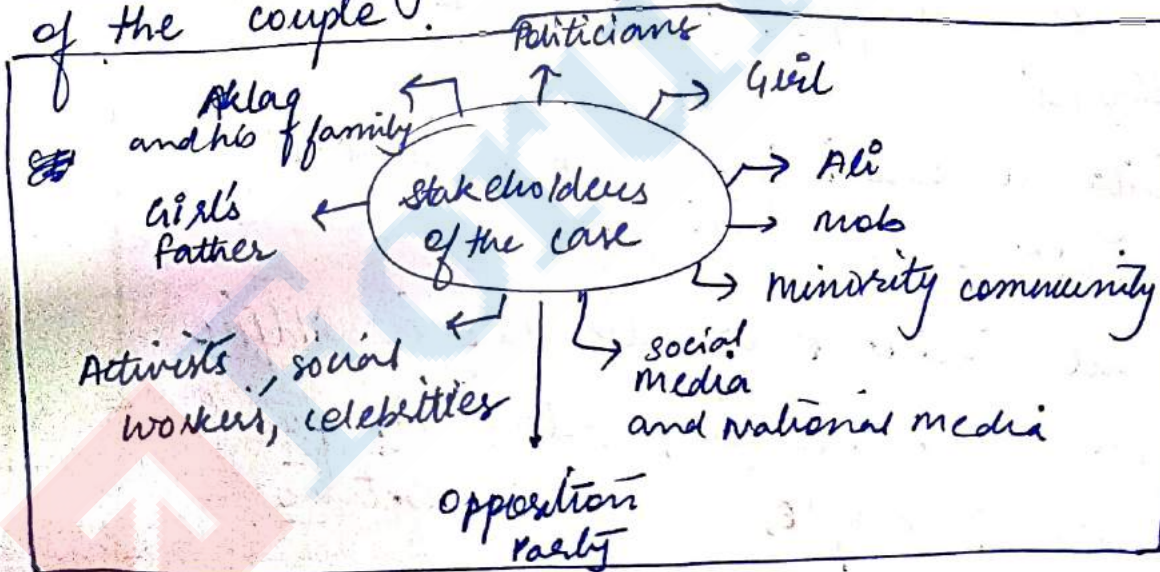 of the couple.
Politicians
Aklaq
and his family
Girl
Ali
Girl's
father
Stakeholders
of the case
mob
minority community
Activists, social
workers, celebrities
social
media
and national media
Opposition
Party